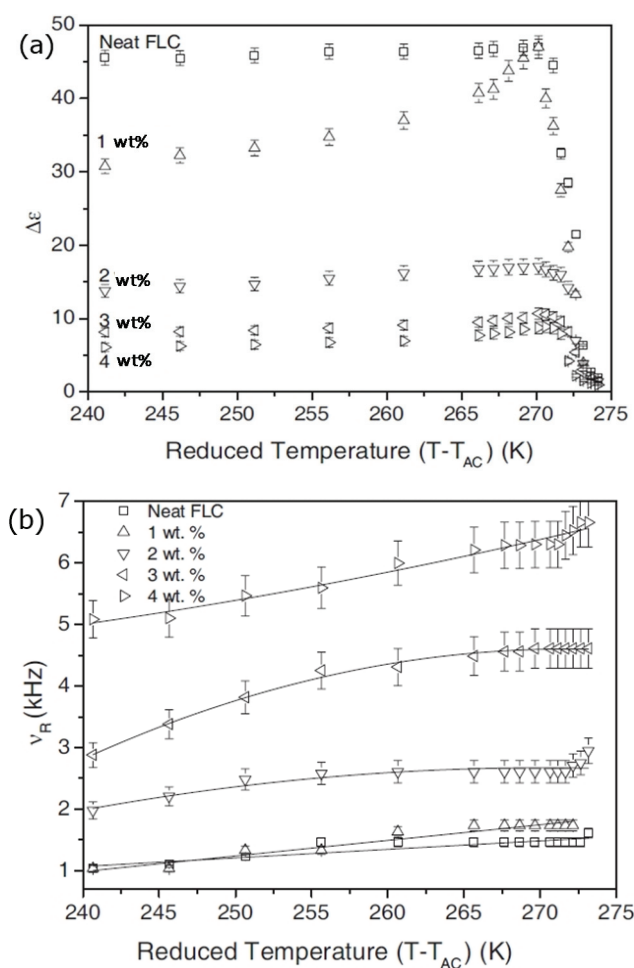 (a)
50
Neat FLC
40
1 wt%
30
Δε
20
2 wt%
10
3 wt%
4 wt%
0
240 245 250 255 260 265 270 275
Reduced Temperature (T-T_AC) (K)
(b)
7
Neat FLC
1 wt. %
2 wt. %
3 wt. %
4 wt. %
6
5
4
ν_R (kHz)
3
2
1
240 245 250 255 260 265 270 275
Reduced Temperature (T-T_AC) (K)